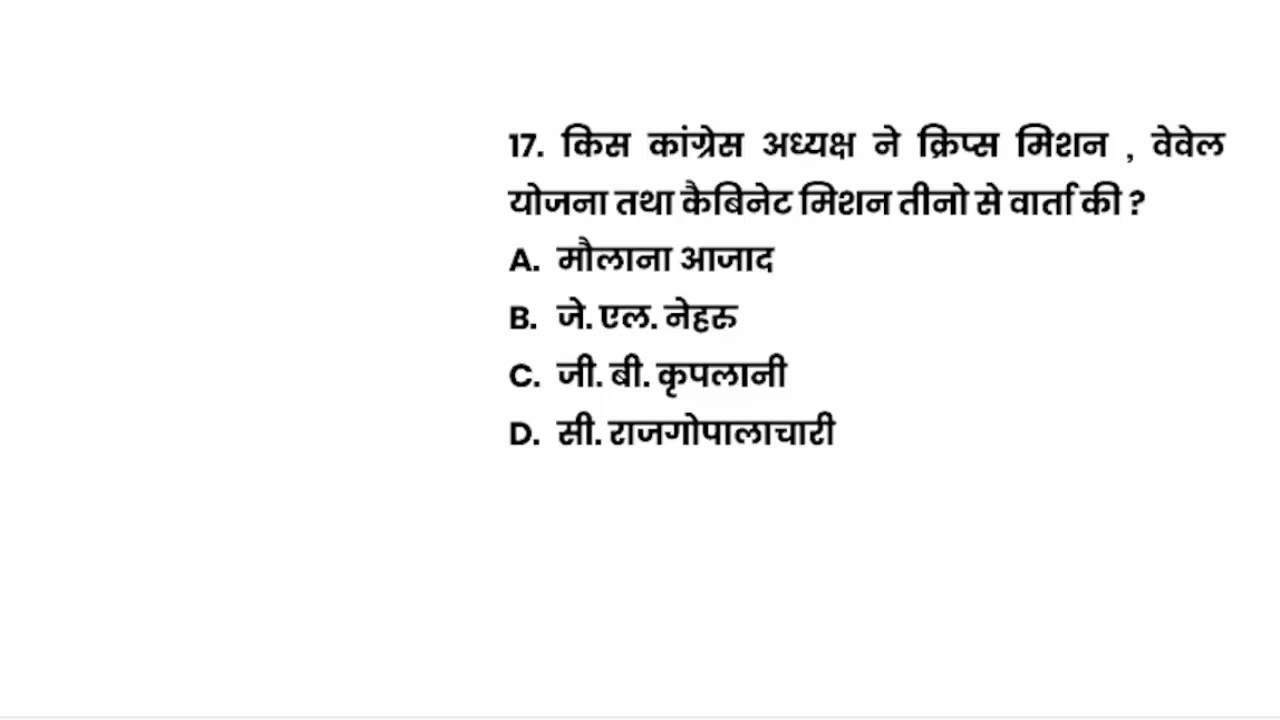 17. किस कांग्रेस अध्यक्ष ने क्रिप्स मिशन , वेवेल
योजना तथा कैबिनेट मिशन तीनो से वार्ता की ?
A. मौलाना आजाद
B. जे. एल. नेहरु
C. जी. बी. कृपलानी
D. सी. राजगोपालाचारी